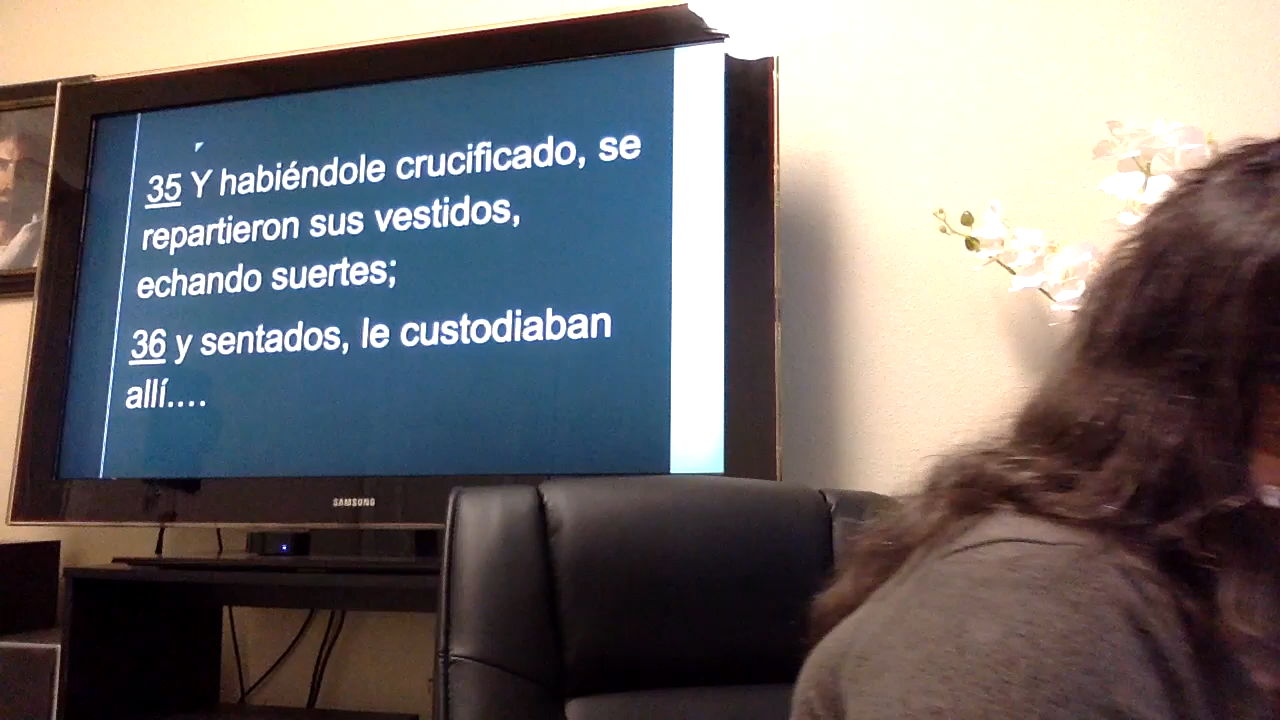 35 Y habiéndole crucificado, se
repartieron sus vestidos,
echando suertes;
36 y sentados, le custodiaban
allí....
SAMSUNG